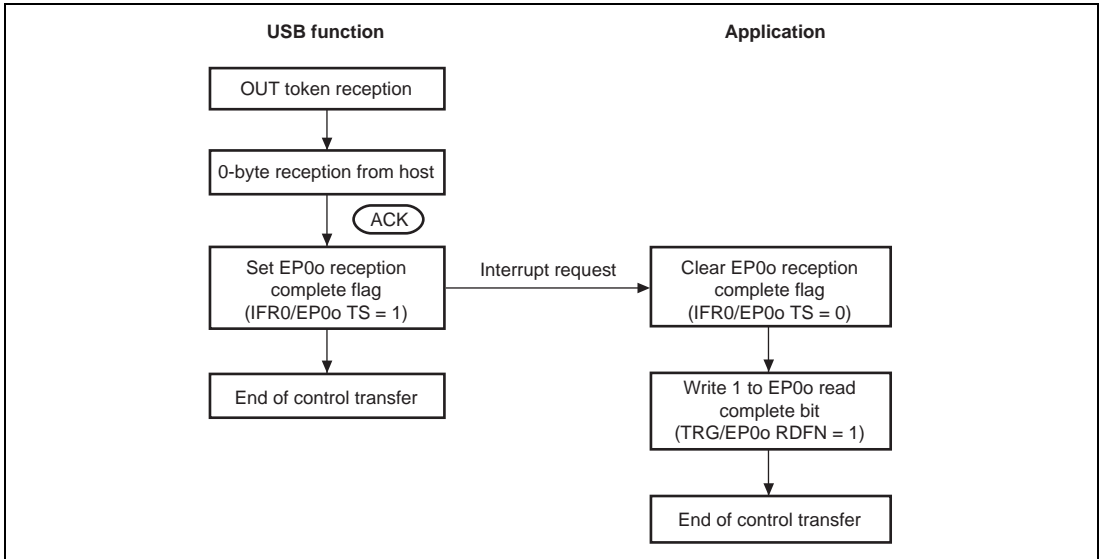 USB function
Application
OUT token reception
0-byte reception from host
ACK
Set EP0o reception
complete flag
(IFR0/EP0o TS = 1)
Interrupt request
Clear EP0o reception
complete flag
(IFR0/EP0o TS = 0)
End of control transfer
Write 1 to EP0o read
complete bit
(TRG/EP0o RDFN = 1)
End of control transfer